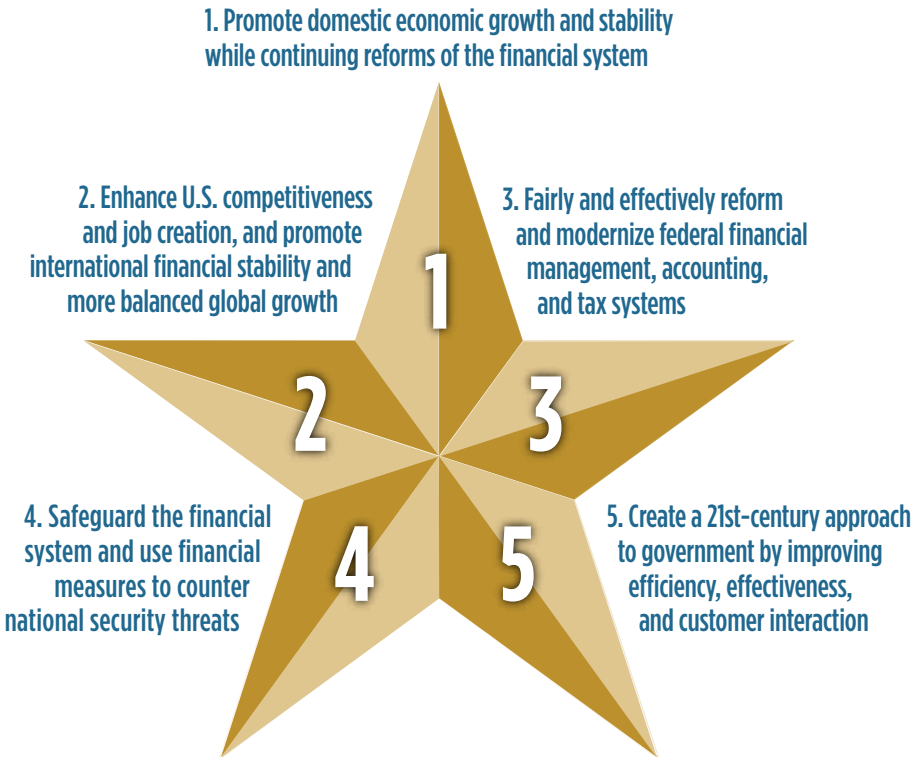 1. Promote domestic economic growth and stability
while continuing reforms of the financial system
2. Enhance U.S. competitiveness
and job creation, and promote
international financial stability and
more balanced global growth
3. Fairly and effectively reform
and modernize federal financial
management, accounting,
and tax systems
1
2
3
4. Safeguard the financial
system and use financial
measures to counter
national security threats
4
5
5. Create a 21st-century approach
to government by improving
efficiency, effectiveness,
and customer interaction